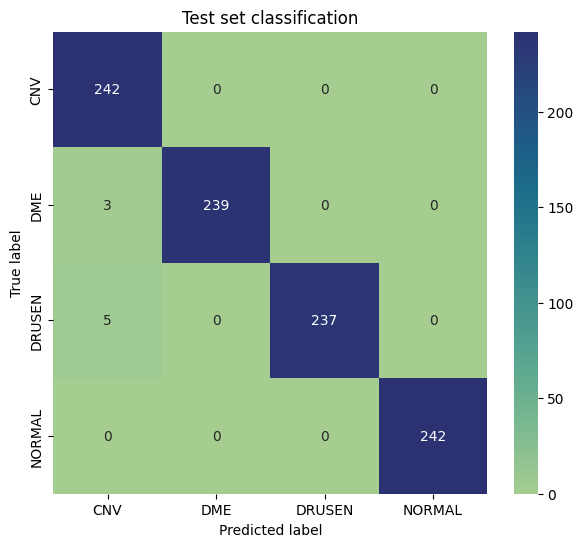 Test set classification
CNV 242 0 0 0
DME 3 239 0 0
DRUSEN 5 0 237 0
NORMAL 0 0 0 242
CNV DME DRUSEN NORMAL
Predicted label
True label
200
150
100
50
0